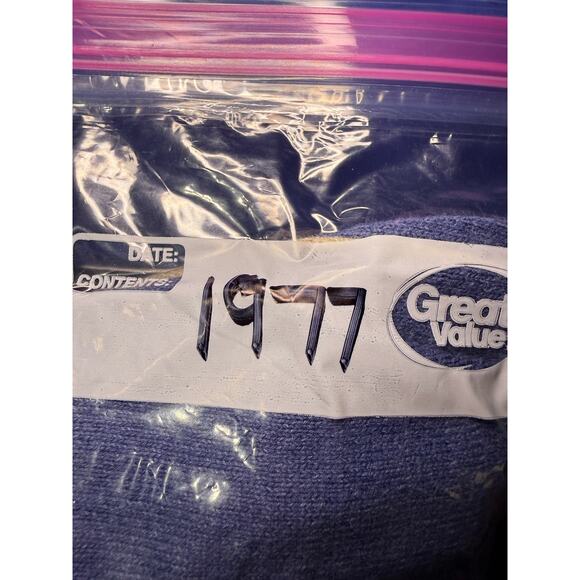 DATE:
CONTENTS:
1977
Great
Value